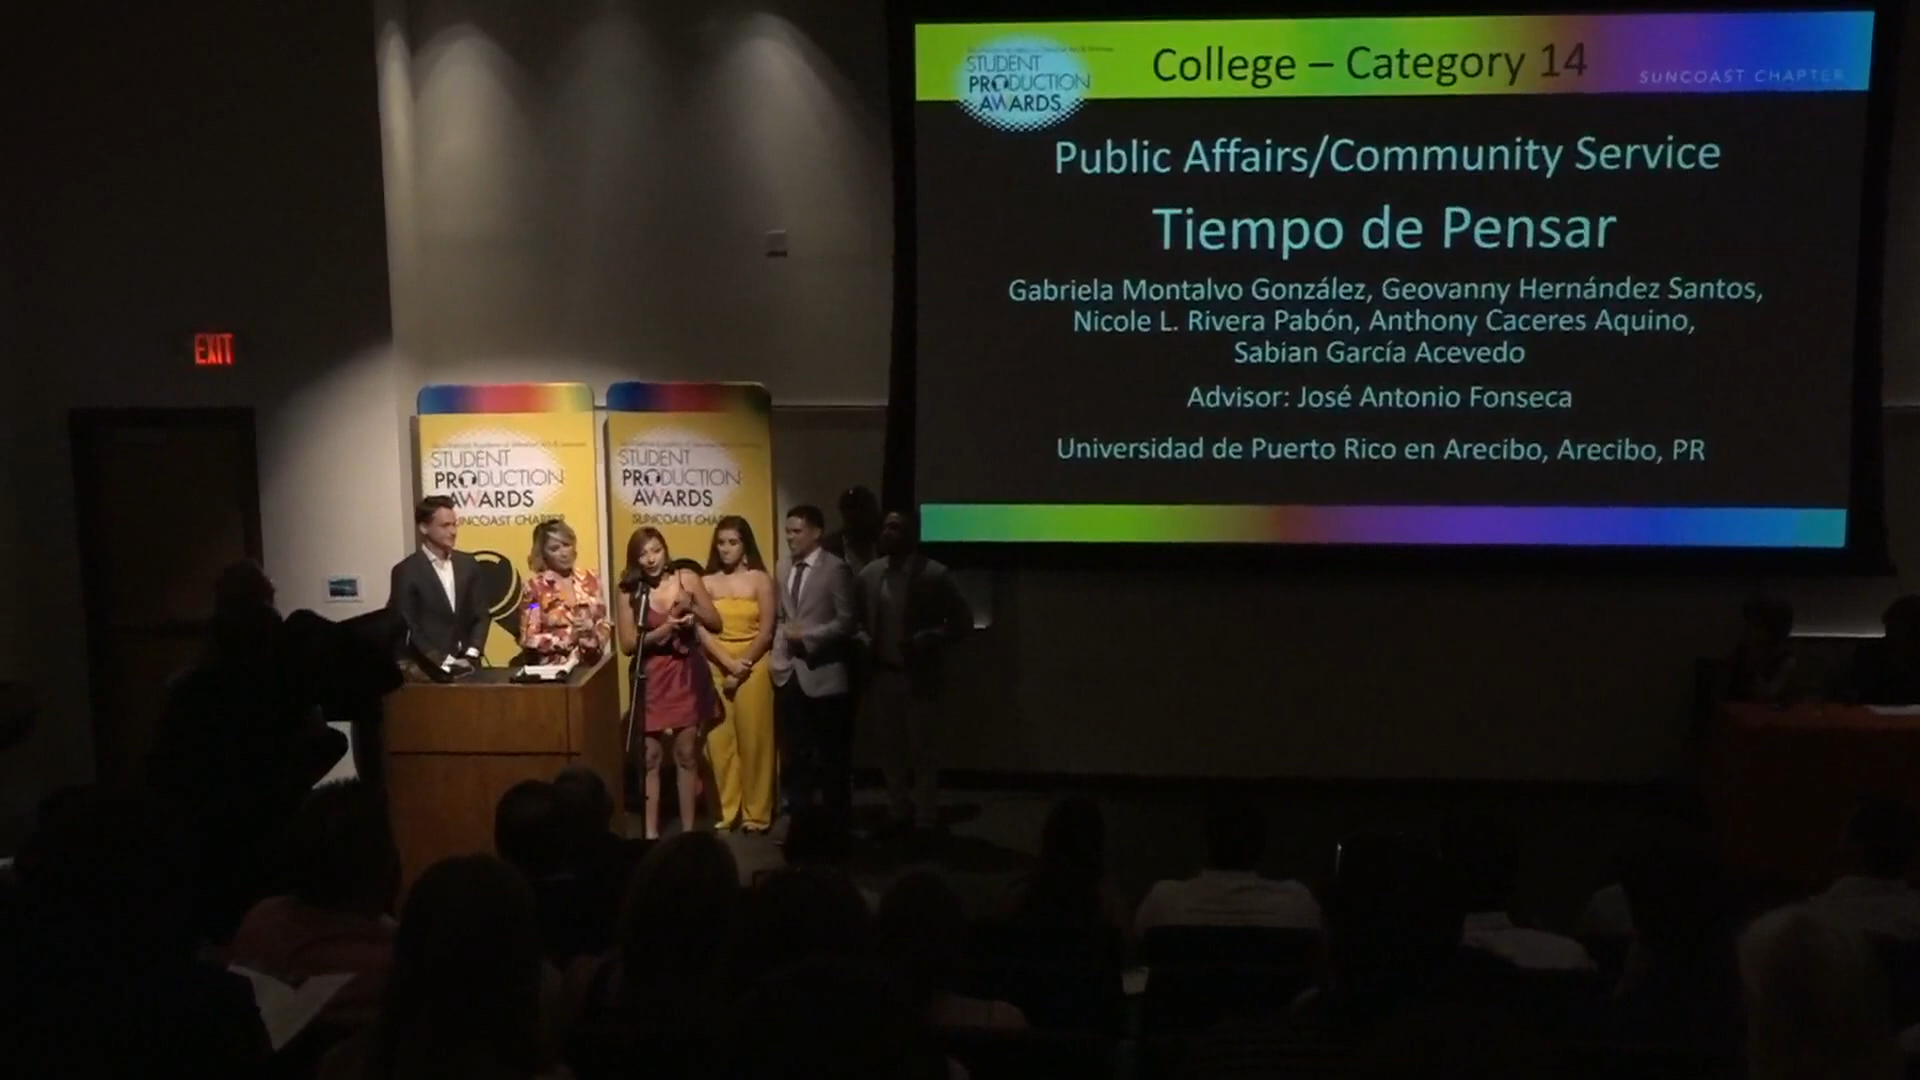 STUDENT
PRODUCTION
AWARDS
College – Category 14
SUNCOAST CHAPTER
Public Affairs/Community Service
Tiempo de Pensar
Gabriela Montalvo González, Geovanny Hernández Santos,
Nicole L. Rivera Pabón, Anthony Caceres Aquino,
Sabian García Acevedo
Advisor: José Antonio Fonseca
Universidad de Puerto Rico en Arecibo, Arecibo, PR
EXIT
STUDENT
PRODUCTION
AWARDS
SUNCOAST CHAPTER
STUDENT
PRODUCTION
AWARDS
SUNCOAST CHAP